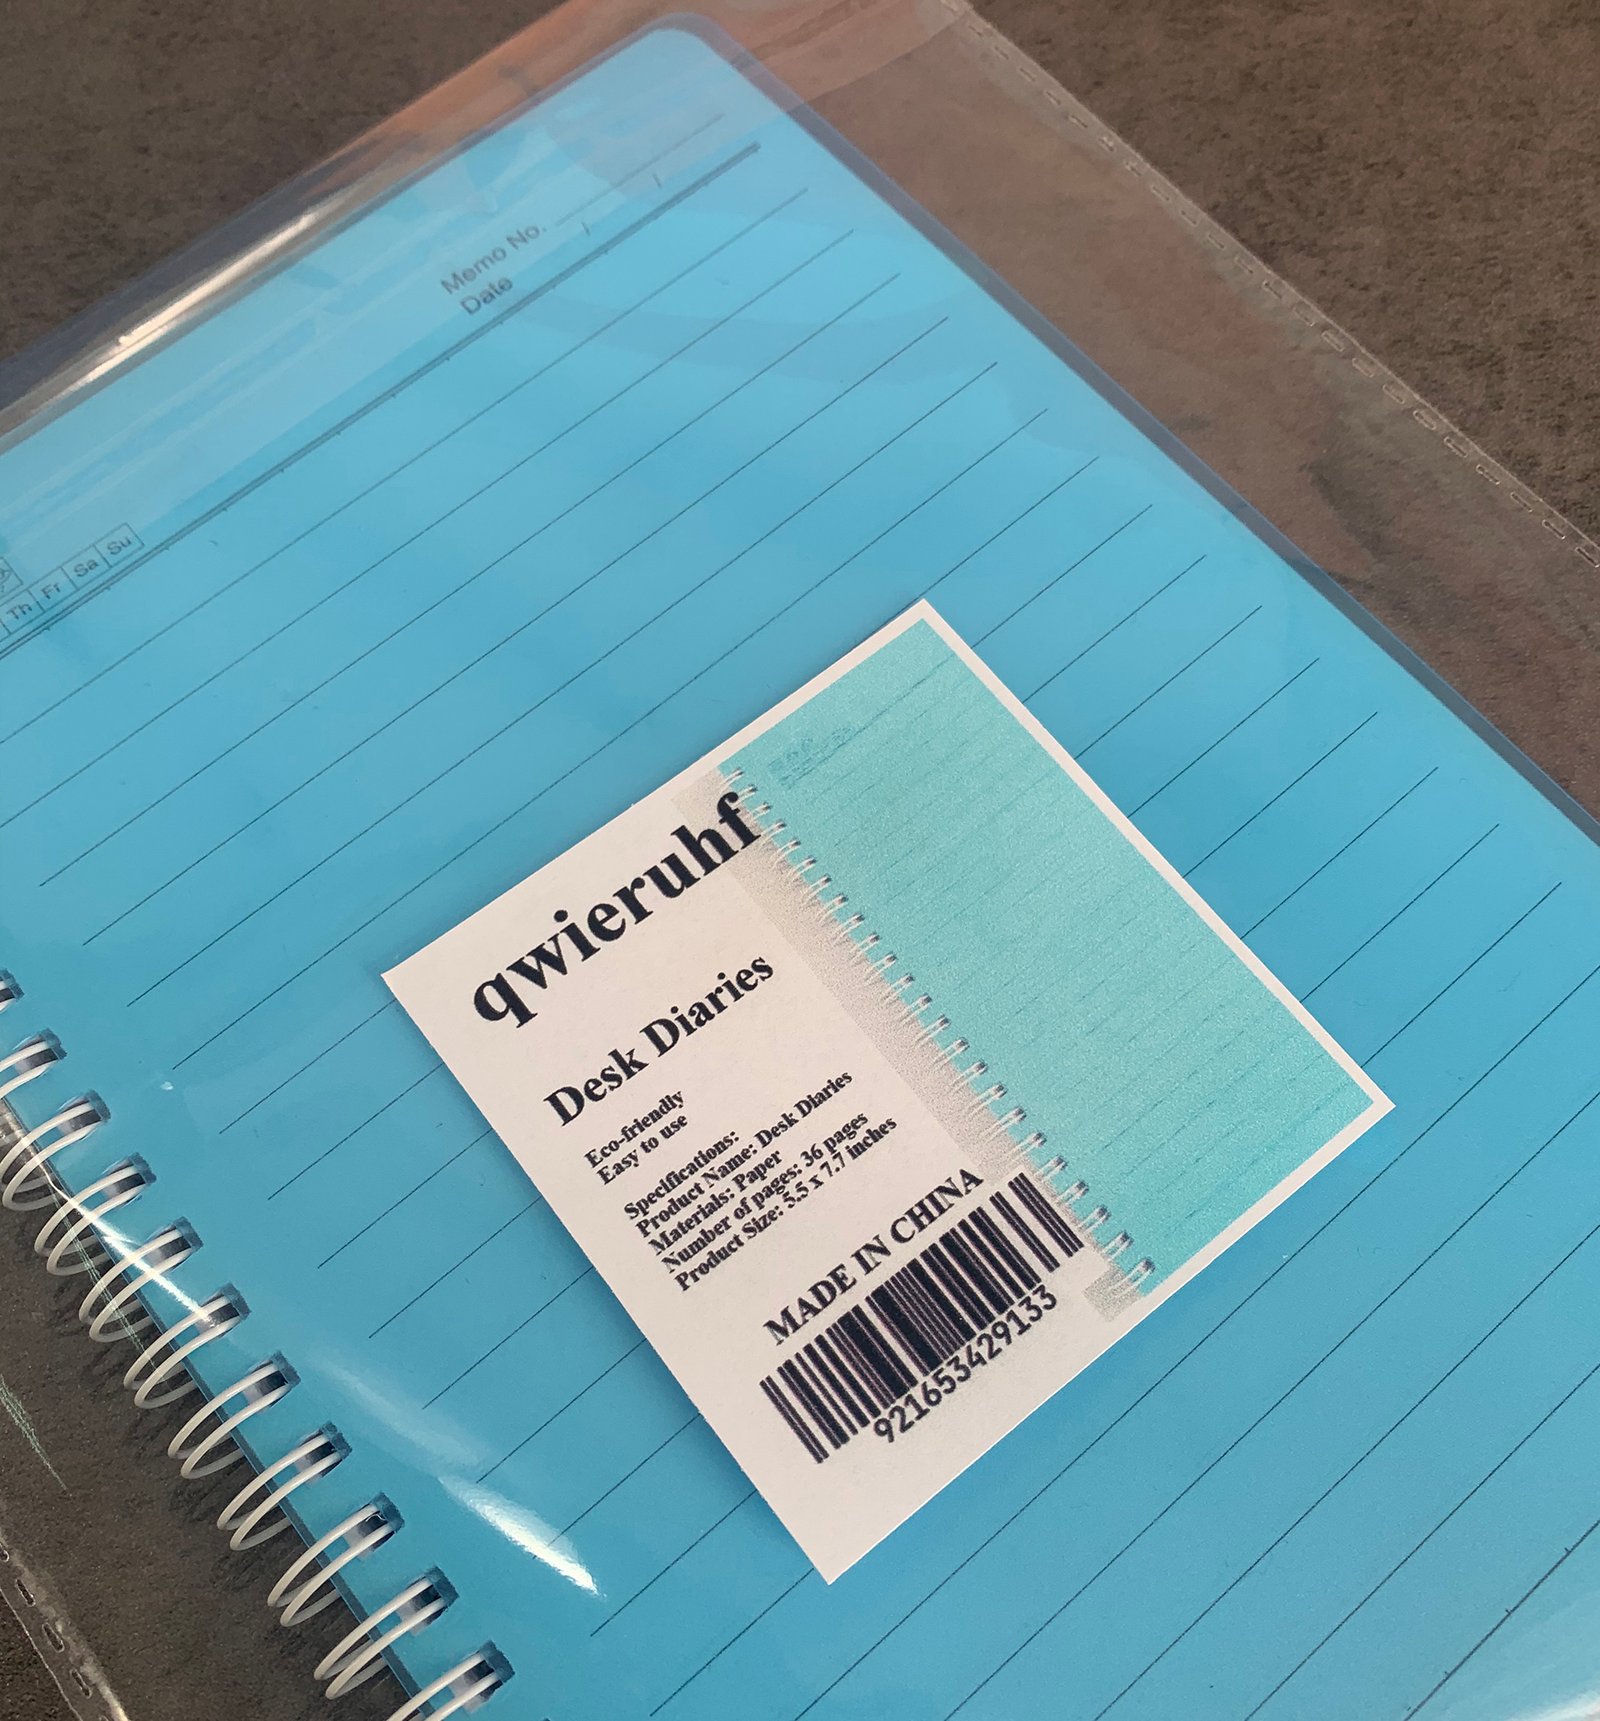 Memo No.
Date / /
Th Fr Sa Su
qwieruhf
Desk Diaries
Eco-friendly
Easy to use
Specifications:
Product Name: Desk Diaries
Materials: Paper
Number of pages: 36 pages
Product Size: 5.5 x 7.7 inches
MADE IN CHINA
921653429133